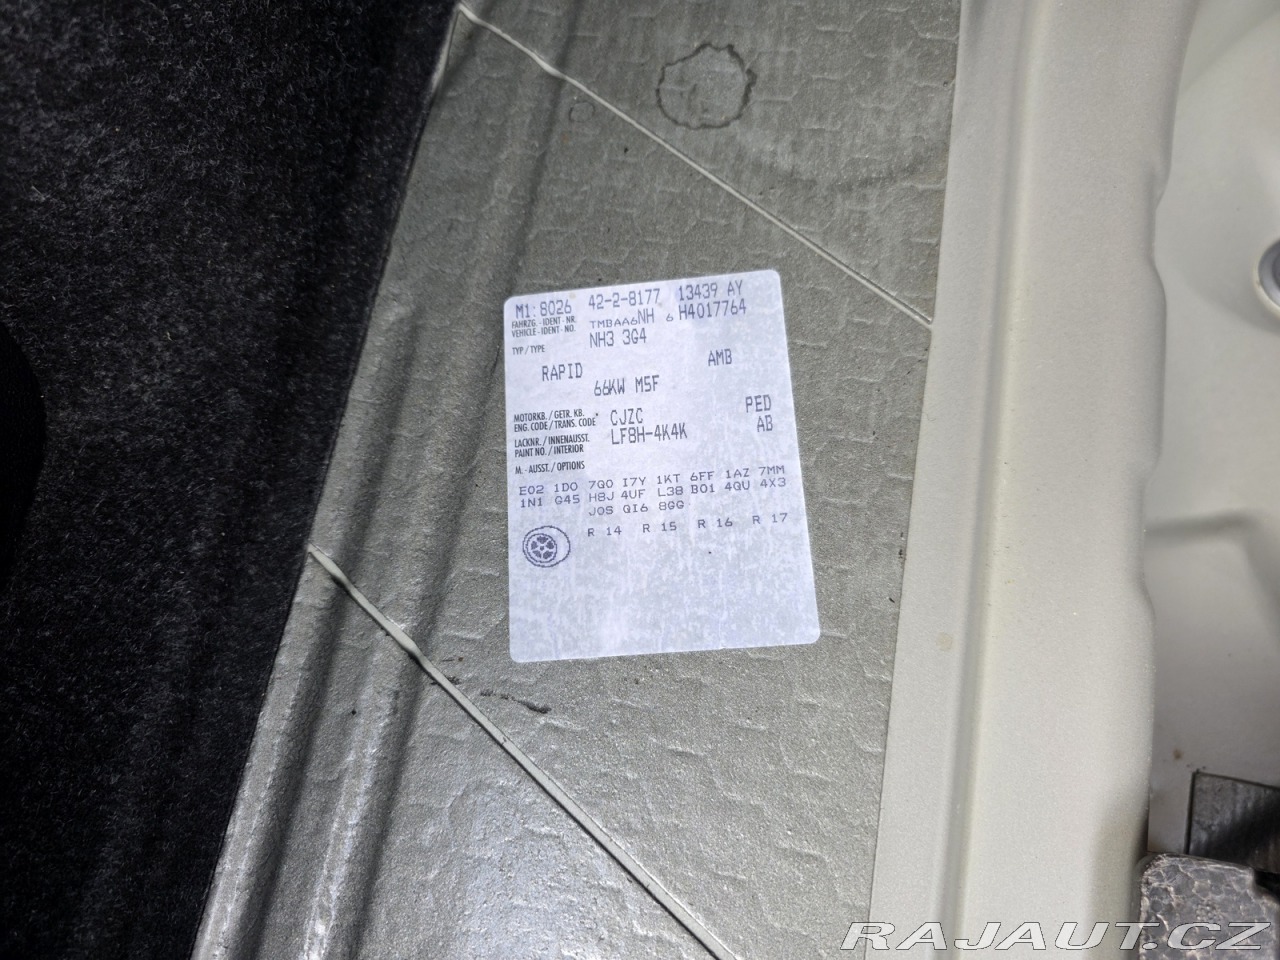 M1: 8026 42-2-8177 13439 AY
FAHRZG.-IDENT-NR.
VEHICLE-IDENT-NO.
TMBAA6NH 6 H4017764
TYP / TYPE
NH3 3G4
RAPID AMB
66KW M5F
MOTORKB. / GETR. KB.
ENG. CODE / TRANS. CODE
CJZC PED
LACKNR. / INNENAUSST.
PAINT NO. / INTERIOR
LF8H-4K4K AB
M.-AUSST. / OPTIONS
E02 1D0 7Q0 I7Y 1KT 6FF 1AZ 7MM
1N1 G45 H8J 4UF L38 B01 4QU 4X3
J0S QI6 8GG
R 14 R 15 R 16 R 17
RAJAUT.CZ